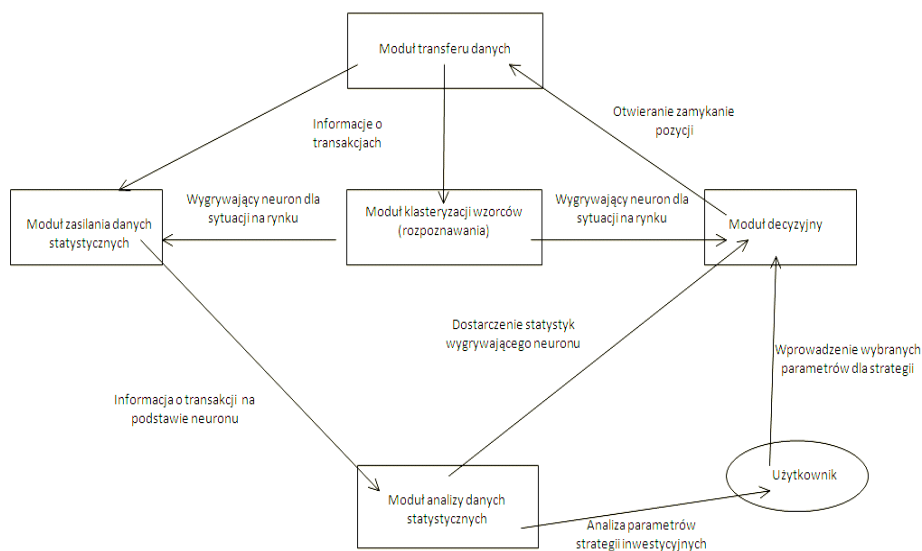 Moduł transferu danych
Otwieranie zamykanie
pozycji
Informacje o
transakcjach
Moduł zasilania danych
statystycznych
Wygrywający neuron dla
sytuacji na rynku
Moduł klasteryzacji wzorców
(rozpoznawania)
Wygrywający neuron dla
sytuacji na rynku
Moduł decyzyjny
Dostarczenie statystyk
wygrywającego neuronu
Wprowadzenie wybranych
parametrów dla strategii
Informacja o transakcji na
podstawie neuronu
Moduł analizy danych
statystycznych
Użytkownik
Analiza parametrów
strategii inwestycyjnych